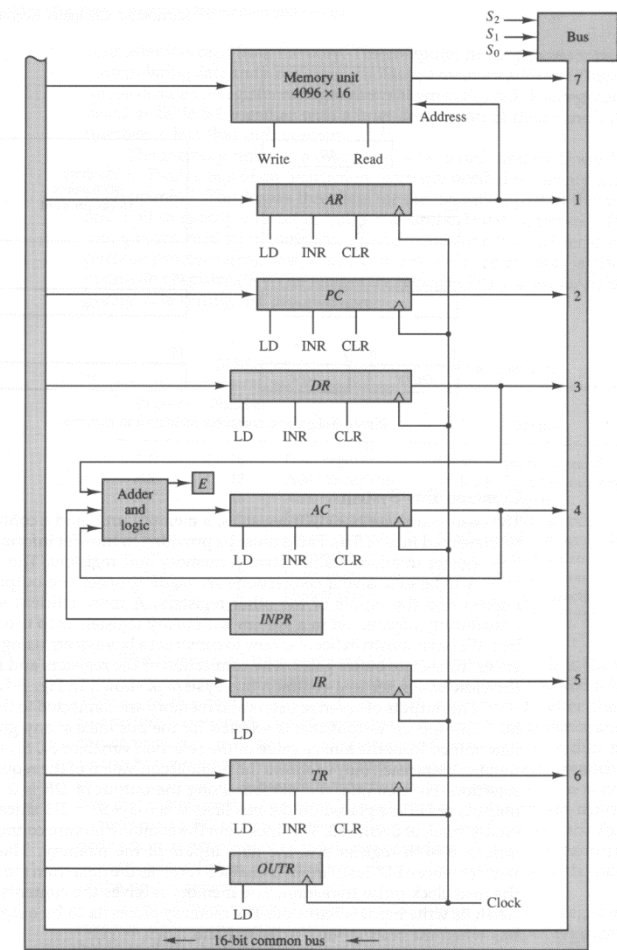 S2
S1
S0
Bus
Memory unit
4096 × 16
7
Address
Write Read
AR
1
LD INR CLR
PC
2
LD INR CLR
DR
3
LD INR CLR
E
Adder
and
logic
AC
4
LD INR CLR
INPR
IR
5
LD
TR
6
LD INR CLR
OUTR
LD
Clock
16-bit common bus